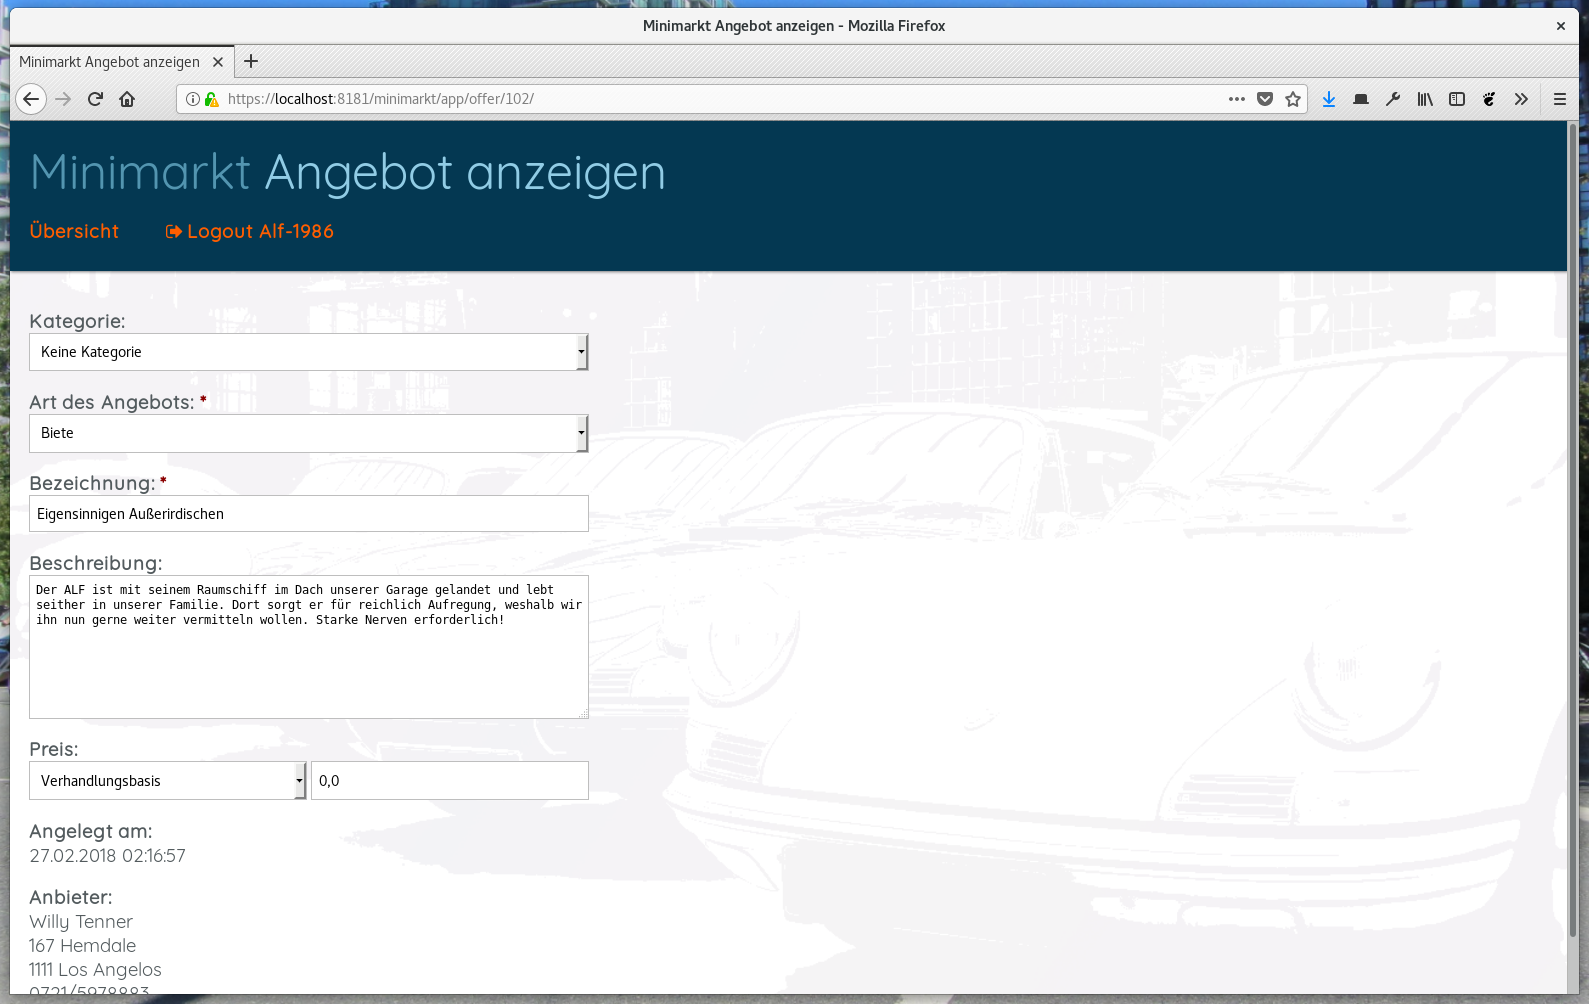 Minimarkt Angebot anzeigen - Mozilla Firefox
Minimarkt Angebot anzeigen
https://localhost:8181/minimarkt/app/offer/102/
Minimarkt Angebot anzeigen
Übersicht Logout Alf-1986
Kategorie:
Keine Kategorie
Art des Angebots: *
Biete
Bezeichnung: *
Eigensinnigen Außerirdischen
Beschreibung:
Der ALF ist mit seinem Raumschiff im Dach unserer Garage gelandet und lebt
seither in unserer Familie. Dort sorgt er für reichlich Aufregung, weshalb wir
ihn nun gerne weiter vermitteln wollen. Starke Nerven erforderlich!
Preis:
Verhandlungsbasis 0,0
Angelegt am:
27.02.2018 02:16:57
Anbieter:
Willy Tenner
167 Hemdale
1111 Los Angelos
0721/5978883